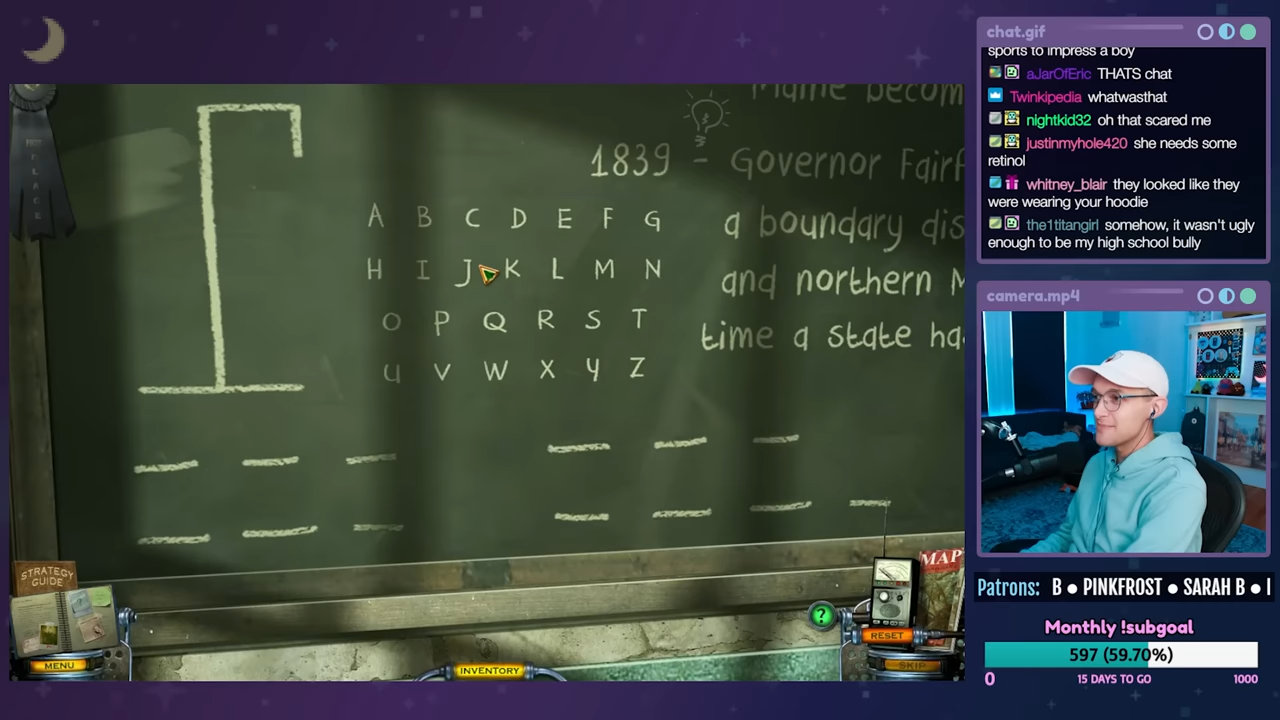 chat.gif
sports to impress a boy
aJarOfEric THATS chat
Twinkipedia whatwasthat
nIghtkid32 oh that scared me
justinmyhole420 she needs some
retinol
whitney_blair they looked like they
were wearing your hoodie
the1titangirl somehow, it wasn't ugly
enough to be my high school bully
PLACE
1839 - Governor Fairf
a boundary dis
and northern M
time a state ha
A B C D E F G
H I J K L M N
O P Q R S T
U V W X Y Z
camera.mp4
STRATEGY
GUIDE
MENU
INVENTORY
?
MAP
RESET
SKIP
Patrons: B ● PINKFROST ● SARAH B ● I
Monthly !subgoal
597 (59.70%)
0 15 DAYS TO GO 1000